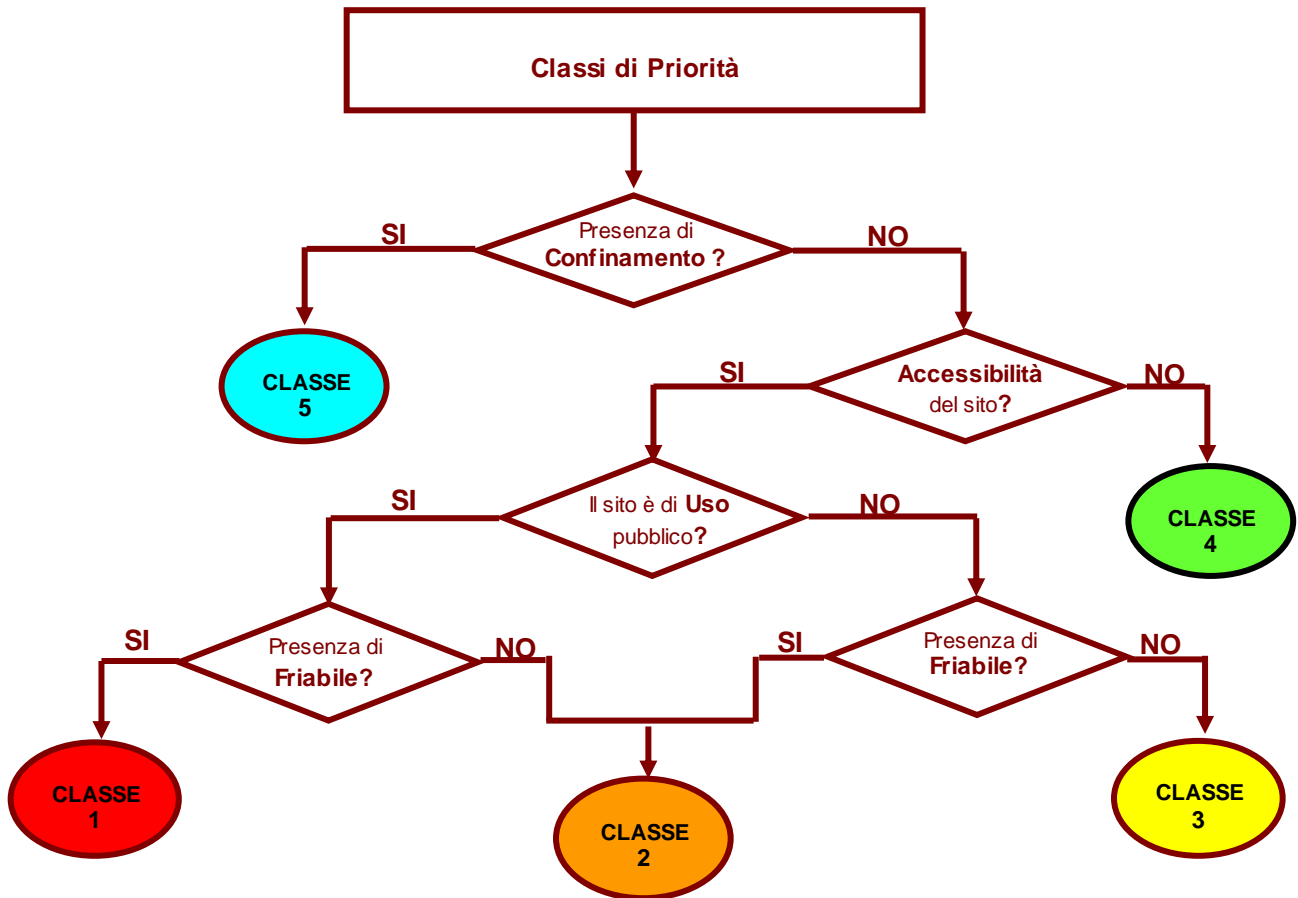 Classi di Priorità
SI
Presenza di
Confinamento ?
NO
CLASSE
5
SI
Accessibilità
del sito?
NO
CLASSE
4
SI
Il sito è di Uso
pubblico?
NO
SI
Presenza di
Friabile?
NO
SI
Presenza di
Friabile?
NO
CLASSE
1
CLASSE
2
CLASSE
3